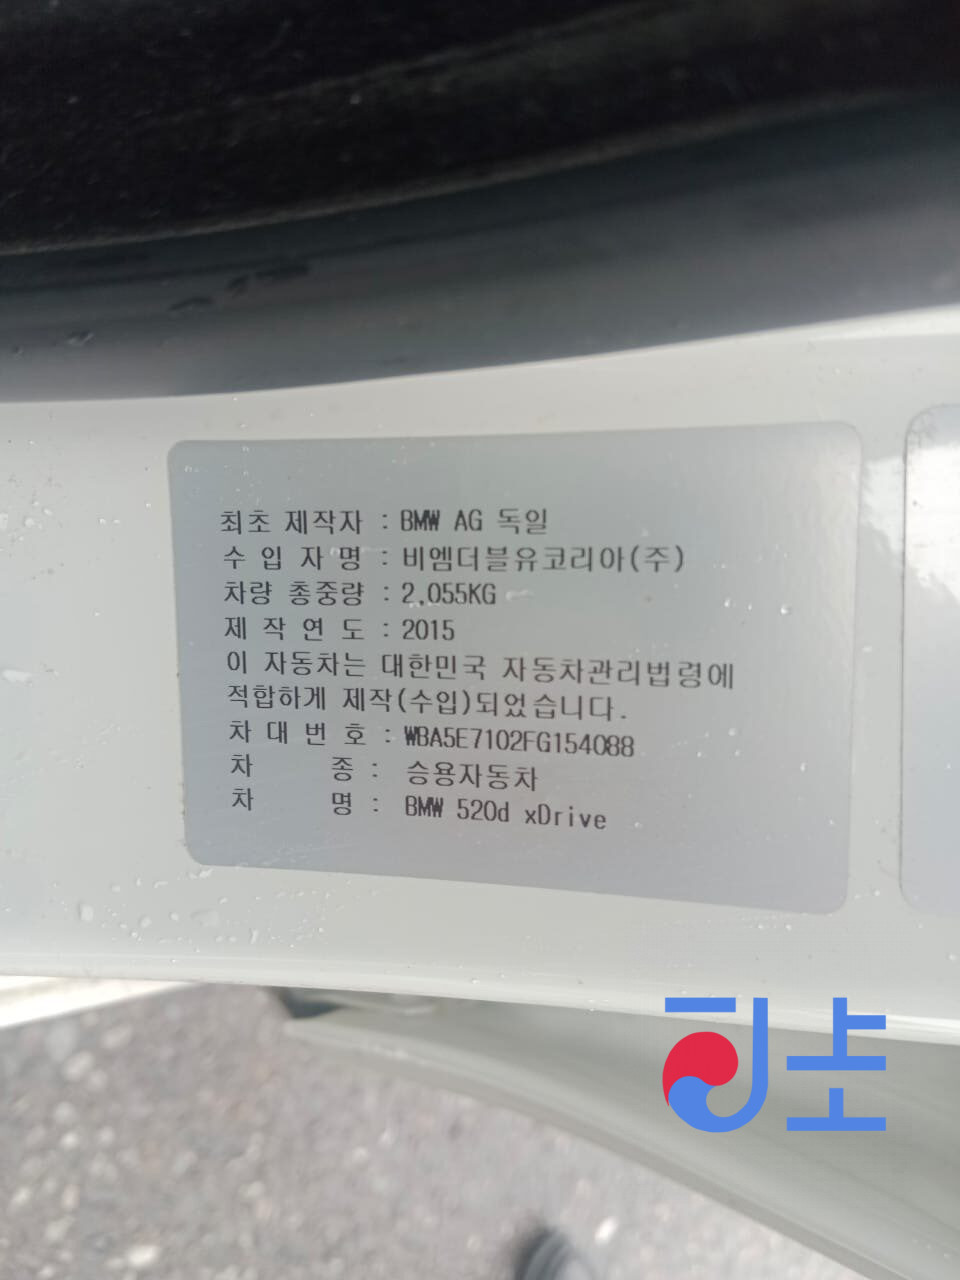 최초 제작자 : BMW AG 독일
수 입 자 명 : 비엠더블유코리아(주)
차량 총중량 : 2,055KG
제 작 연 도 : 2015
이 자동차는 대한민국 자동차관리법령에
적합하게 제작(수입)되었습니다.
차 대 번 호 : WBA5E7102FG154088
차 종 : 승용자동차
차 명 : BMW 520d xDrive